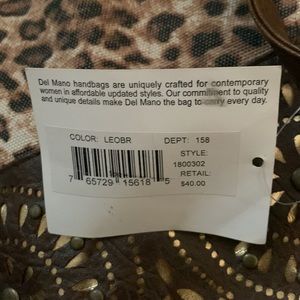 Del Mano handbags are uniquely crafted for contemporary
women in affordable updated styles. Our commitment to quality
and unique details make Del Mano the bag to carry every day.
COLOR: LEOBR DEPT: 158
STYLE:
1800302
RETAIL:
$40.00
7 65729 15618 5